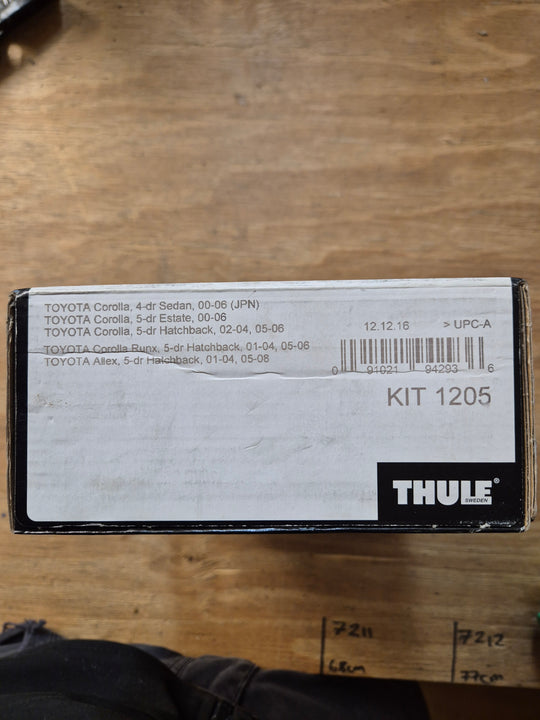 TOYOTA Corolla, 4-dr Sedan, 00-06 (JPN)
TOYOTA Corolla, 5-dr Estate, 00-06
TOYOTA Corolla, 5-dr Hatchback, 02-04, 05-06
TOYOTA Corolla Runx, 5-dr Hatchback, 01-04, 05-06
TOYOTA Allex, 5-dr Hatchback, 01-04, 05-08
12.12.16 > UPC-A
0 91021 94293 6
KIT 1205
THULE®
SWEDEN
7211
68cm
7212
77cm